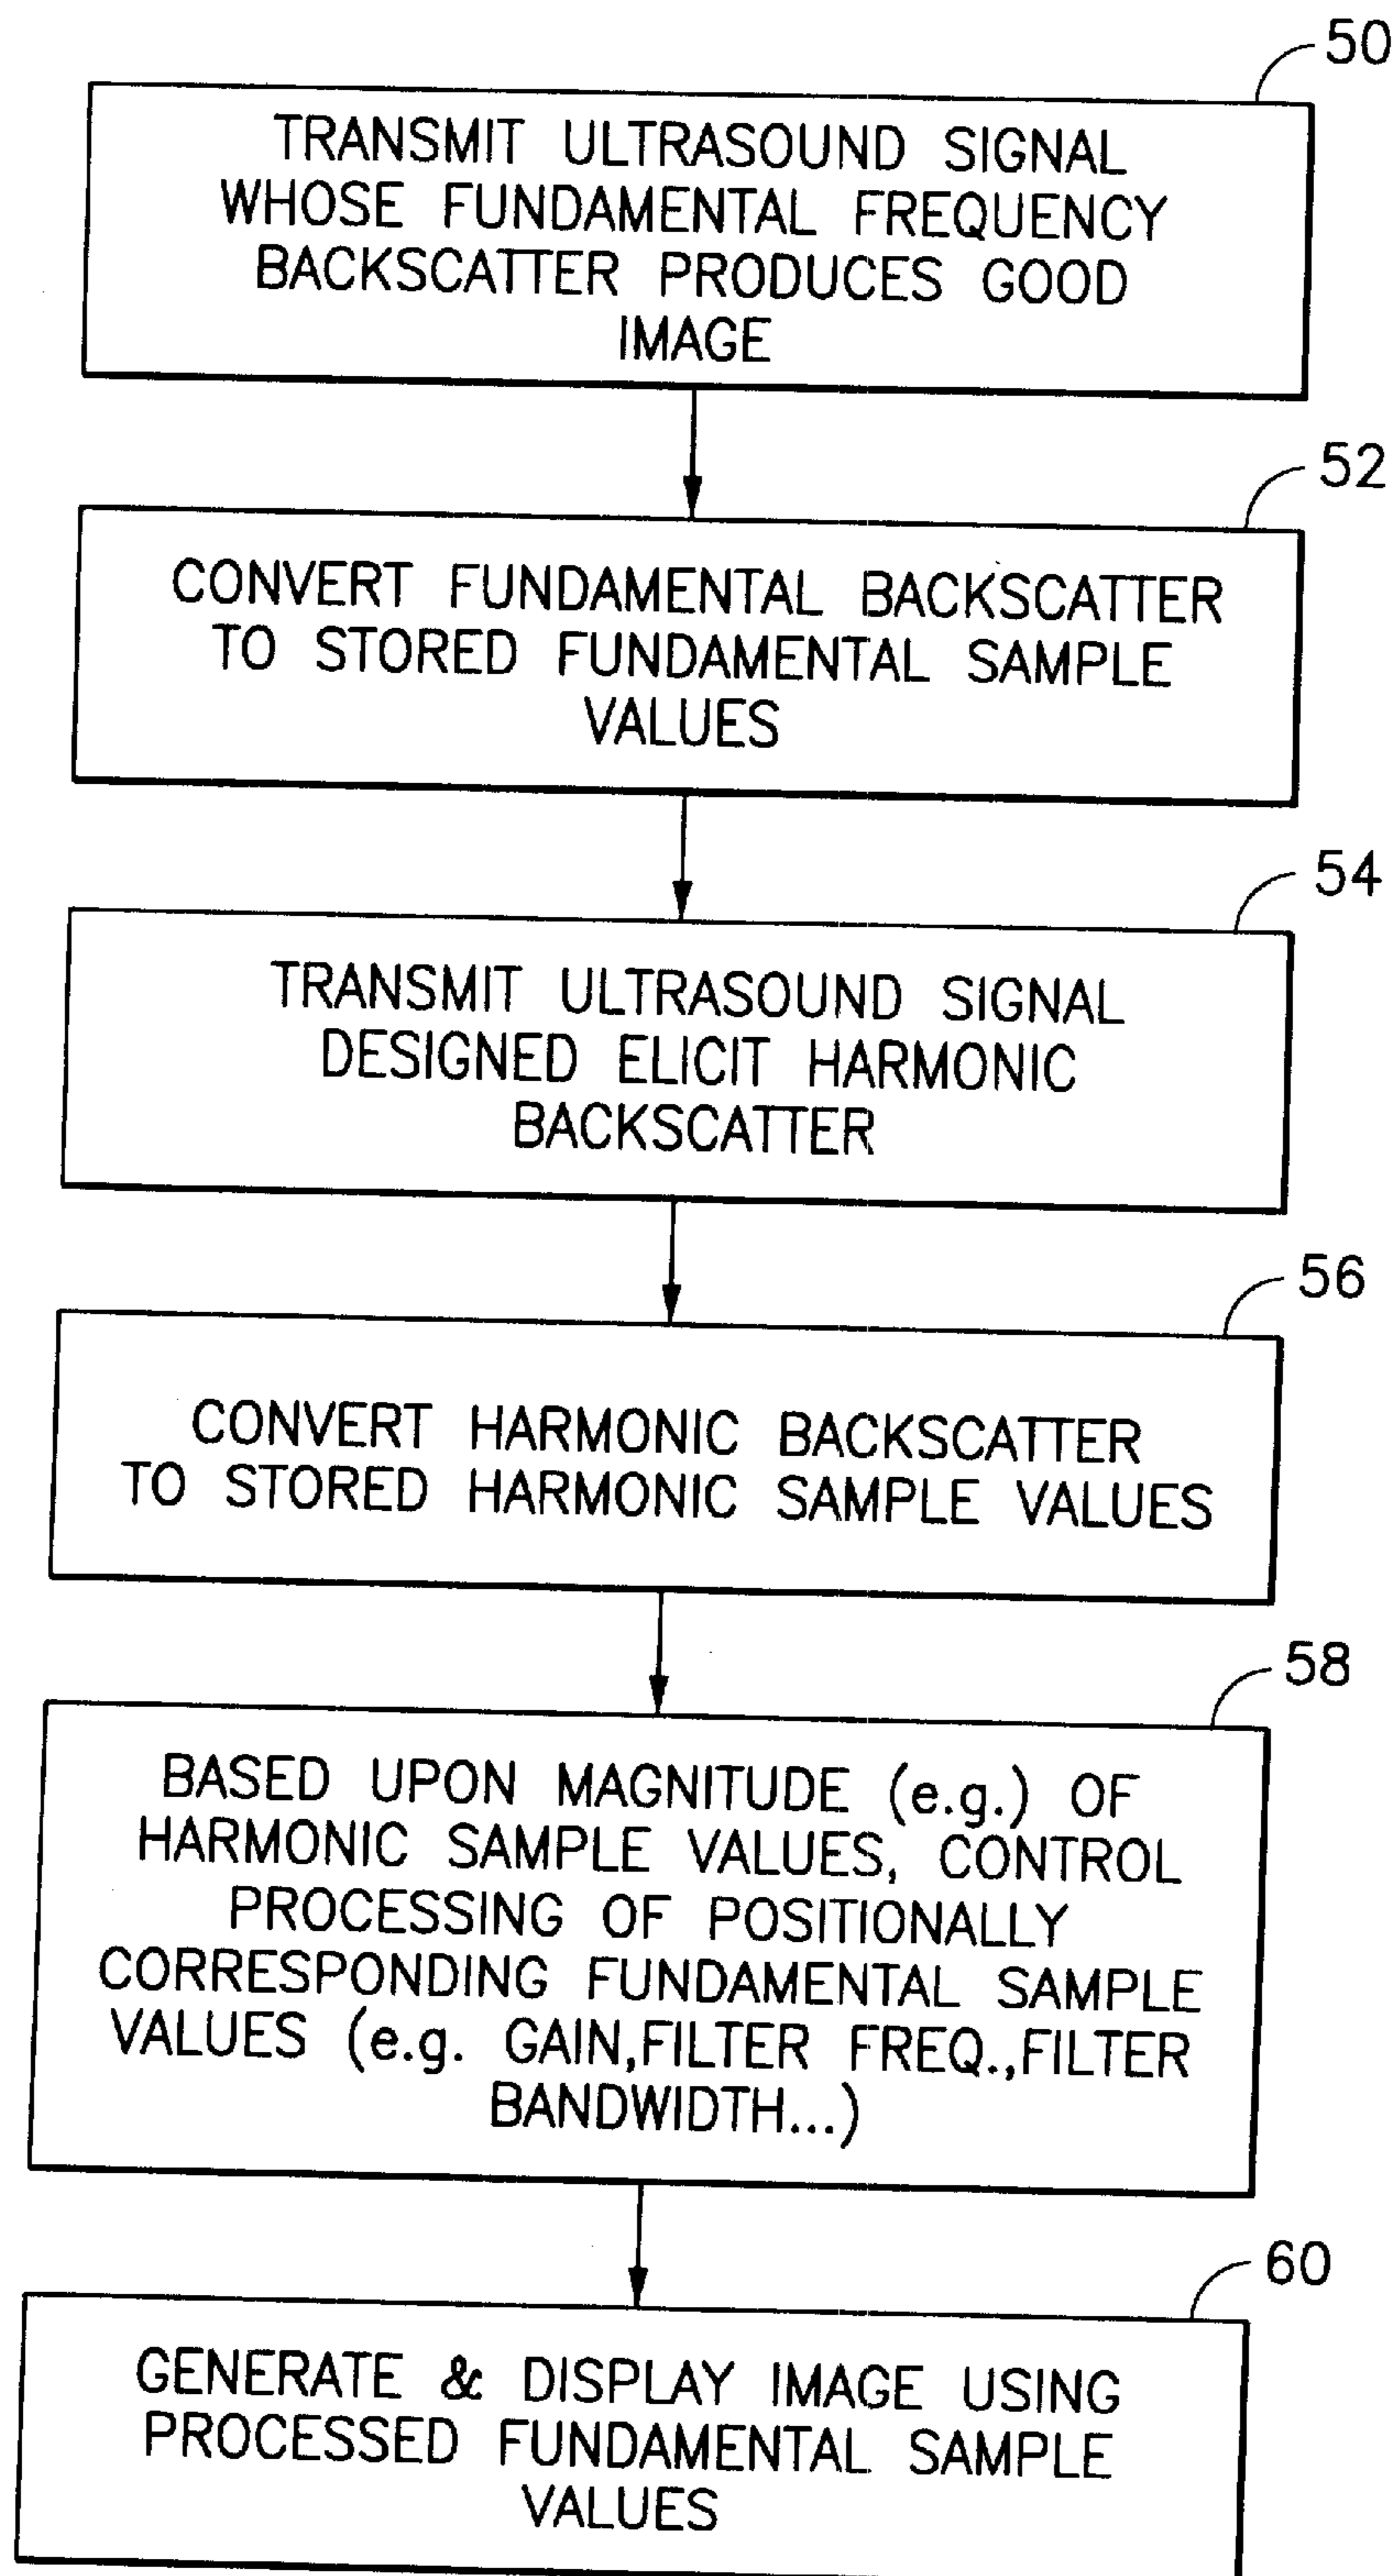 50
TRANSMIT ULTRASOUND SIGNAL
WHOSE FUNDAMENTAL FREQUENCY
BACKSCATTER PRODUCES GOOD
IMAGE
52
CONVERT FUNDAMENTAL BACKSCATTER
TO STORED FUNDAMENTAL SAMPLE
VALUES
54
TRANSMIT ULTRASOUND SIGNAL
DESIGNED ELICIT HARMONIC
BACKSCATTER
56
CONVERT HARMONIC BACKSCATTER
TO STORED HARMONIC SAMPLE VALUES
58
BASED UPON MAGNITUDE (e.g.) OF
HARMONIC SAMPLE VALUES, CONTROL
PROCESSING OF POSITIONALLY
CORRESPONDING FUNDAMENTAL SAMPLE
VALUES (e.g. GAIN,FILTER FREQ.,FILTER
BANDWIDTH...)
60
GENERATE & DISPLAY IMAGE USING
PROCESSED FUNDAMENTAL SAMPLE
VALUES